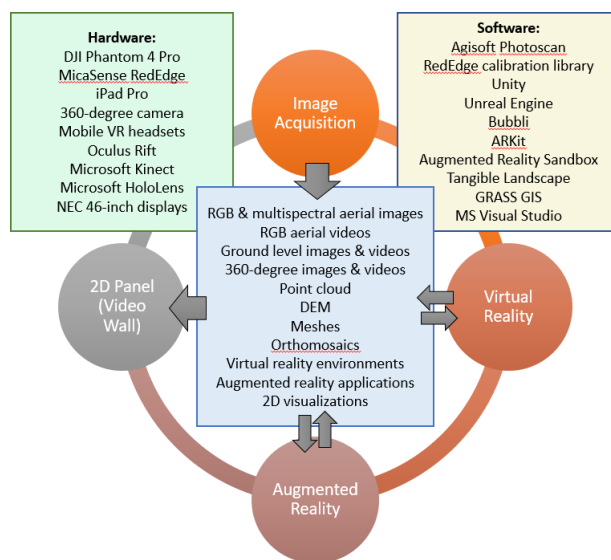 Hardware:
DJI Phantom 4 Pro
MicaSense RedEdge
iPad Pro
360-degree camera
Mobile VR headsets
Oculus Rift
Microsoft Kinect
Microsoft HoloLens
NEC 46-inch displays
Image
Acquisition
Software:
Agisoft Photoscan
RedEdge calibration library
Unity
Unreal Engine
Bubbli
ARKit
Augmented Reality Sandbox
Tangible Landscape
GRASS GIS
MS Visual Studio
2D Panel
(Video
Wall)
RGB & multispectral aerial images
RGB aerial videos
Ground level images & videos
360-degree images & videos
Point cloud
DEM
Meshes
Orthomosaics
Virtual reality environments
Augmented reality applications
2D visualizations
Virtual
Reality
Augmented
Reality